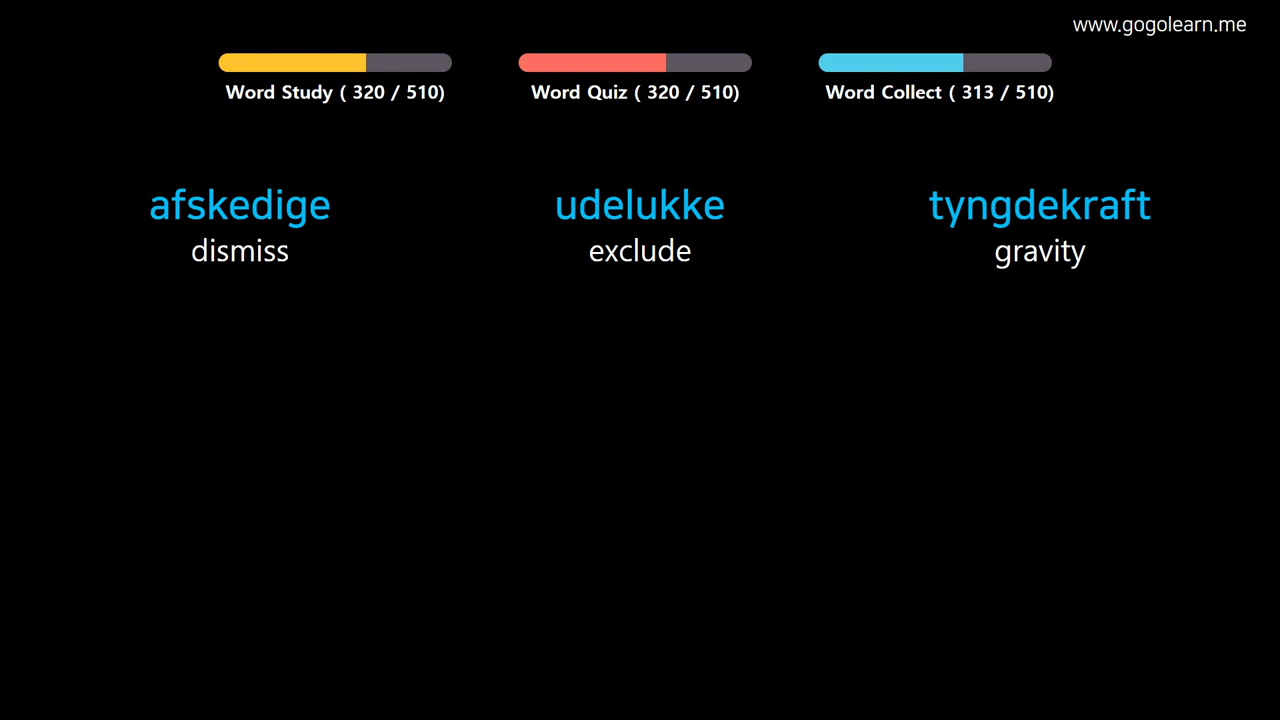 www.gogolearn.me
Word Study ( 320 / 510)
Word Quiz ( 320 / 510)
Word Collect ( 313 / 510)
afskedige
dismiss
udelukke
exclude
tyngdekraft
gravity